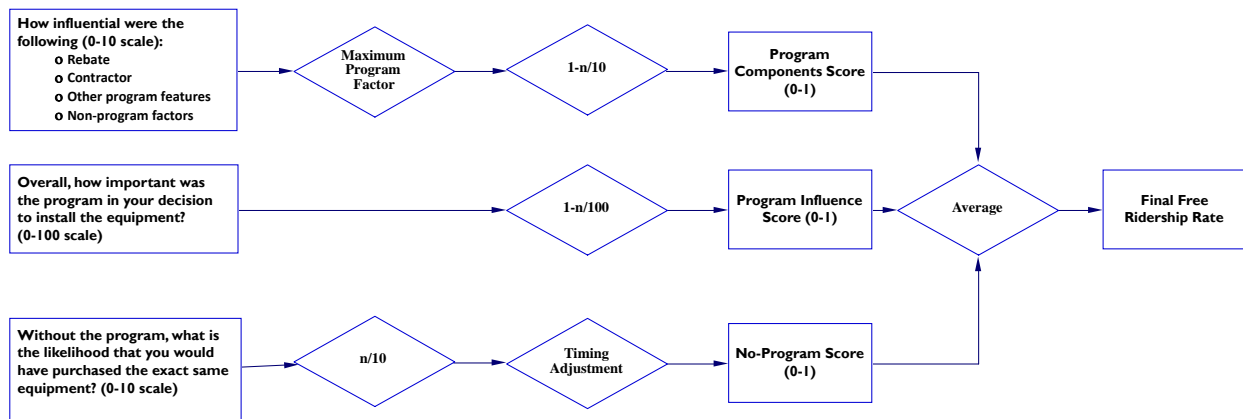 How influential were the
following (0-10 scale):
o Rebate
o Contractor
o Other program features
o Non-program factors
Maximum
Program
Factor
1-n/10
Program
Components Score
(0-1)
Overall, how important was
the program in your decision
to install the equipment?
(0-100 scale)
1-n/100
Program Influence
Score (0-1)
Average
Final Free
Ridership Rate
Without the program, what is
the likelihood that you would
have purchased the exact same
equipment? (0-10 scale)
n/10
Timing
Adjustment
No-Program Score
(0-1)